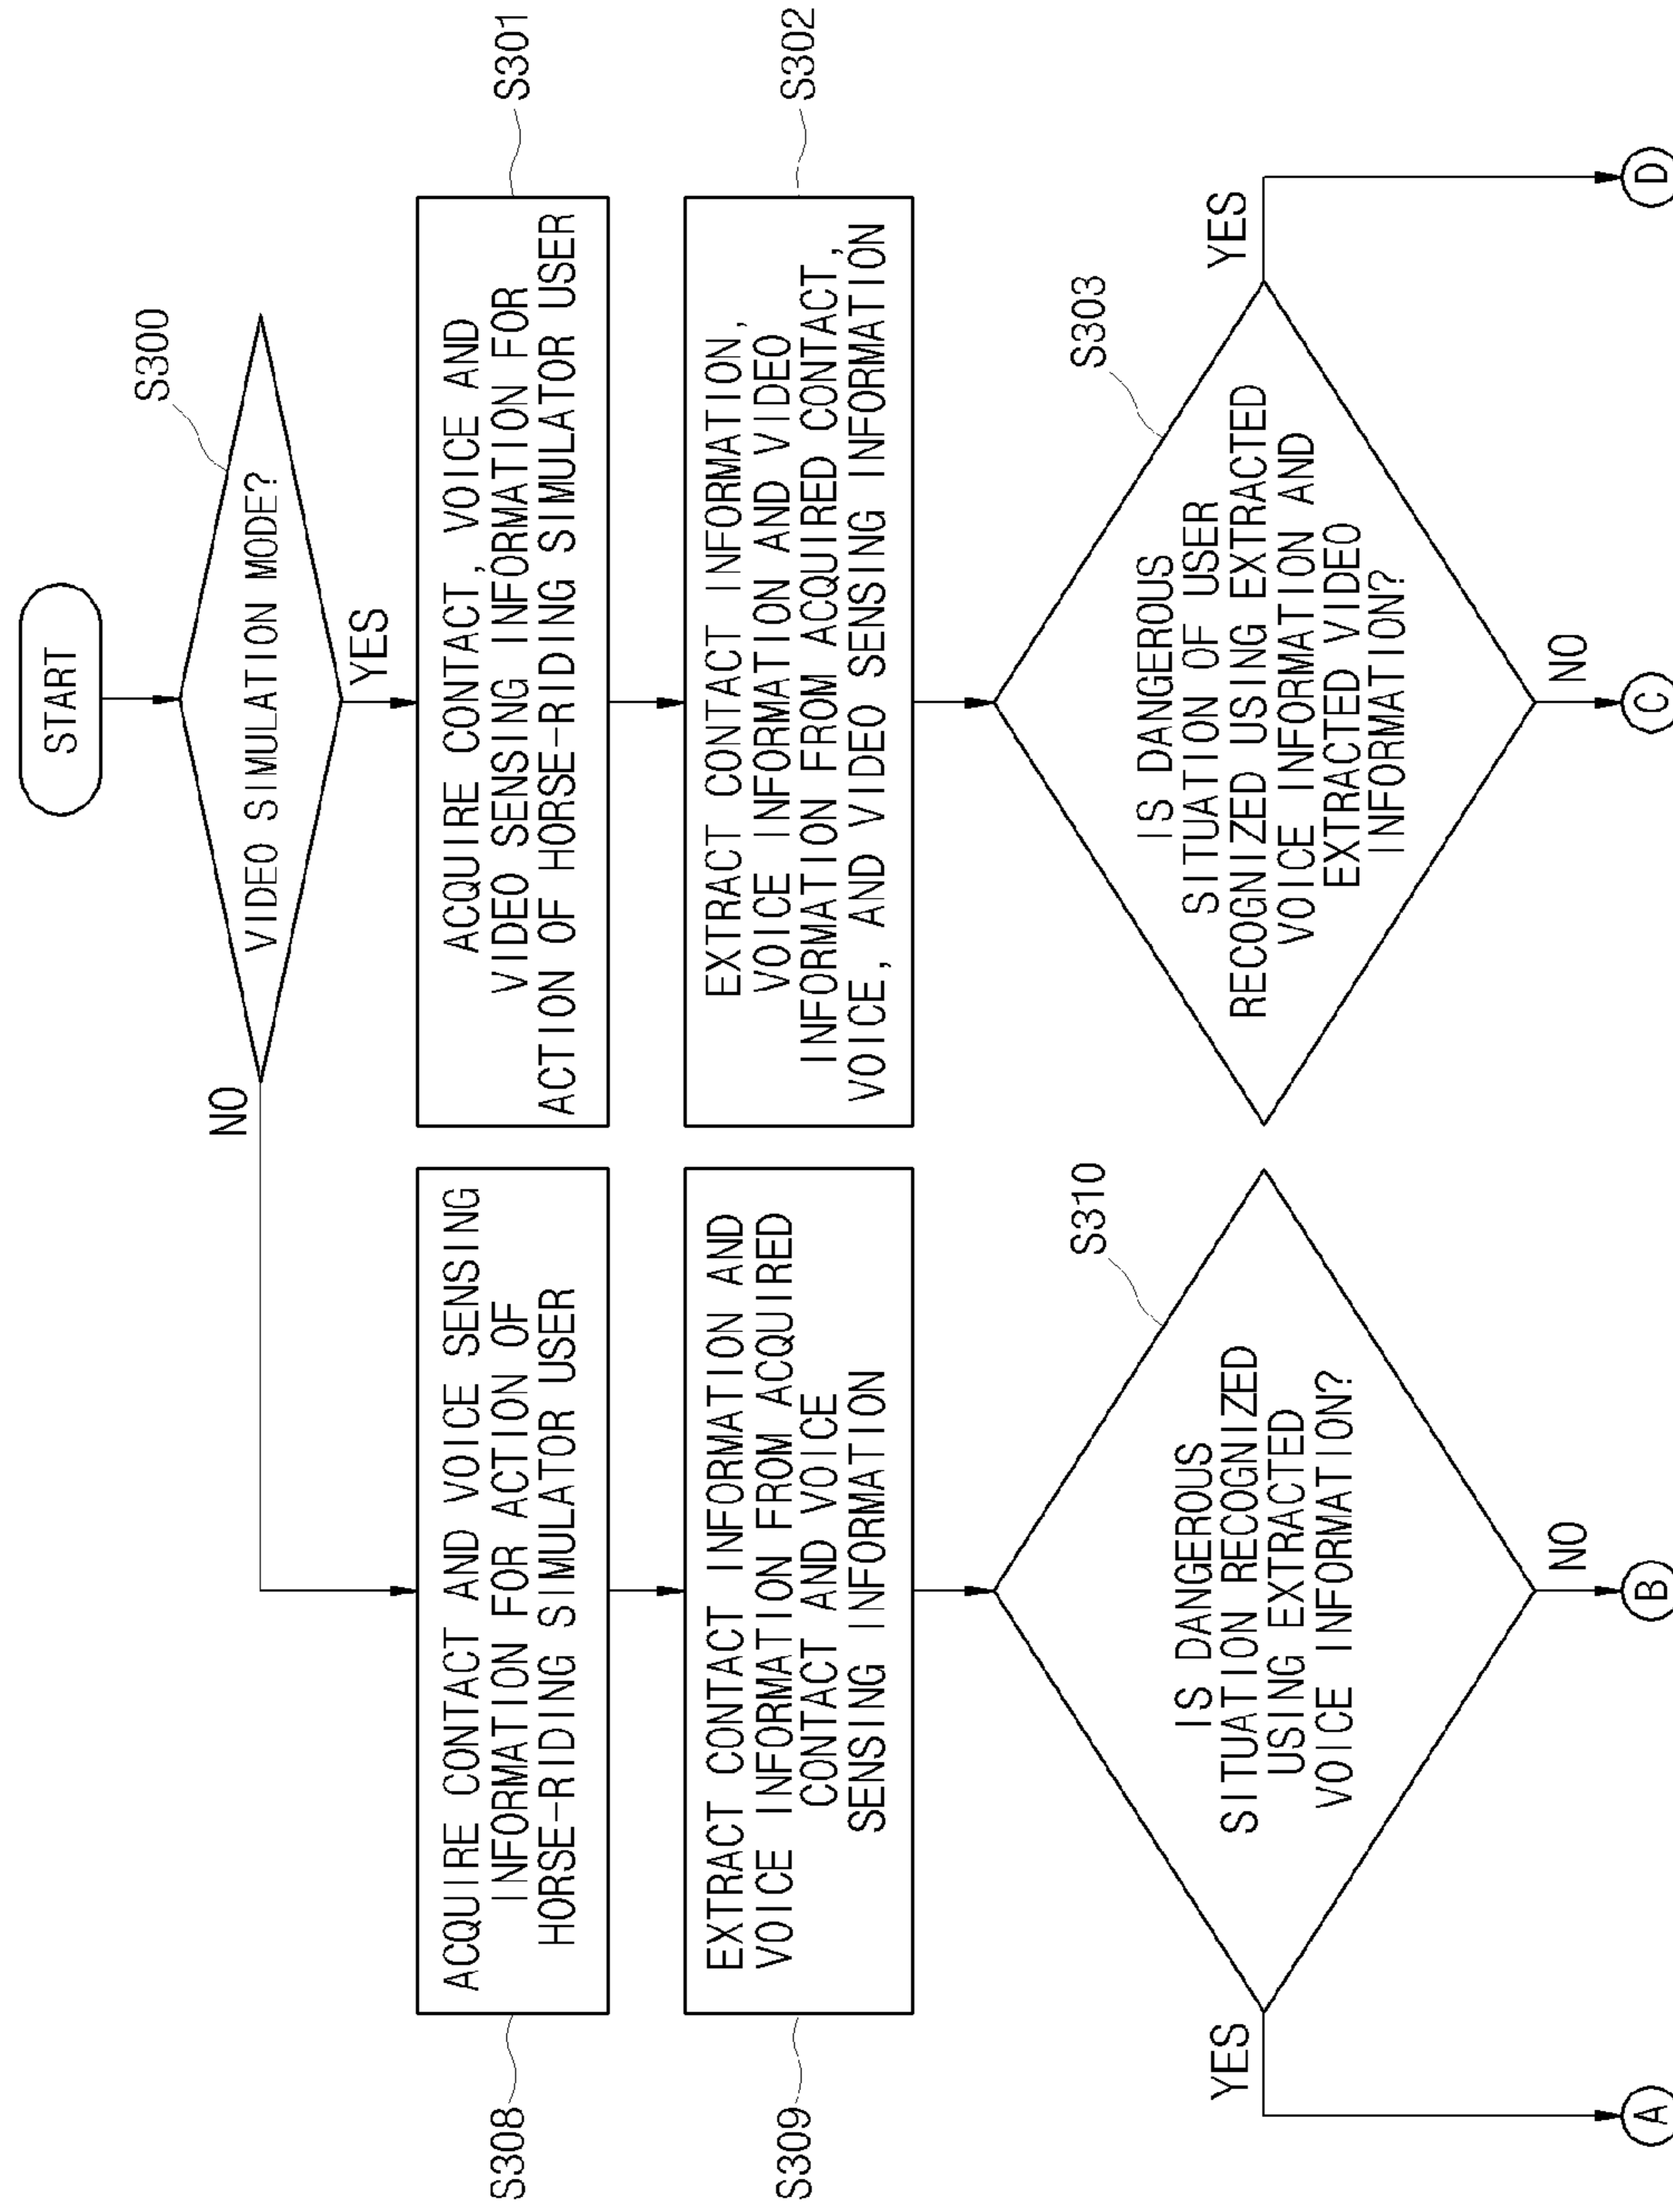 START
S300
VIDEO SIMULATION MODE?
NO
YES
S301
ACQUIRE CONTACT, VOICE AND
VIDEO SENSING INFORMATION FOR
ACTION OF HORSE-RIDING SIMULATOR USER
S302
EXTRACT CONTACT INFORMATION,
VOICE INFORMATION AND VIDEO
INFORMATION FROM ACQUIRED CONTACT,
VOICE, AND VIDEO SENSING INFORMATION
S303
IS DANGEROUS
SITUATION OF USER
RECOGNIZED USING EXTRACTED
VOICE INFORMATION AND
EXTRACTED VIDEO
INFORMATION?
YES
D
NO
C
S308
ACQUIRE CONTACT AND VOICE SENSING
INFORMATION FOR ACTION OF
HORSE-RIDING SIMULATOR USER
S309
EXTRACT CONTACT INFORMATION AND
VOICE INFORMATION FROM ACQUIRED
CONTACT AND VOICE
SENSING INFORMATION
S310
IS DANGEROUS
SITUATION RECOGNIZED
USING EXTRACTED
VOICE INFORMATION?
YES
A
NO
B